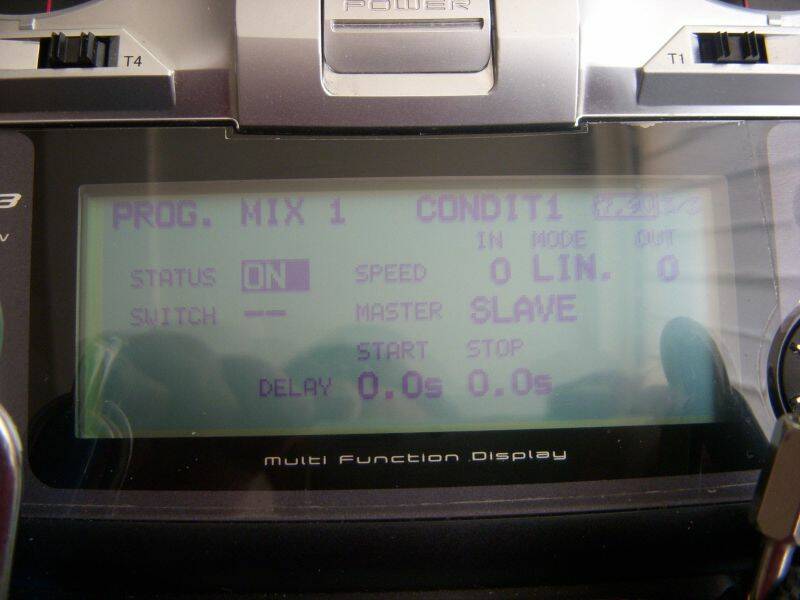 POWER
T4
T1
PROG. MIX 1 CONDIT1
IN MODE OUT
STATUS ON SPEED 0 LIN. 0
SWITCH -- MASTER SLAVE
START STOP
DELAY 0.0s 0.0s
Multi Function Display